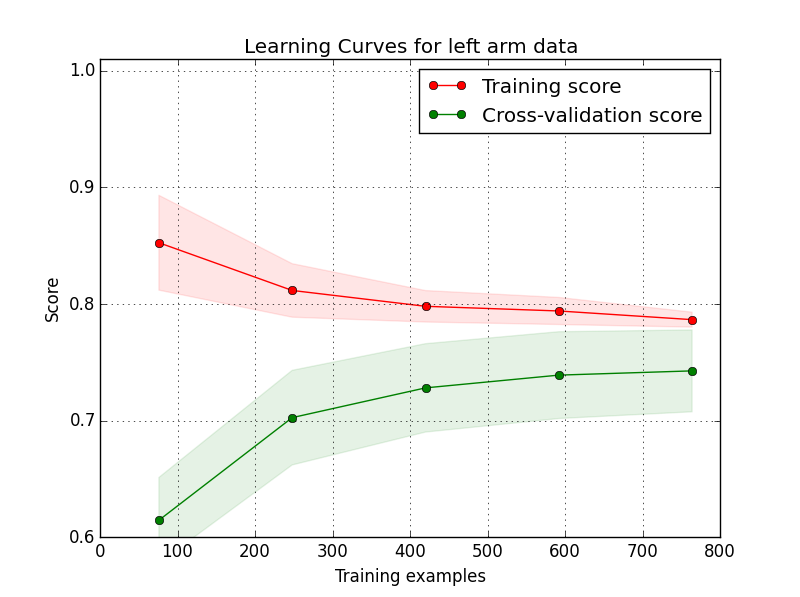 Learning Curves for left arm data
Training score
Cross-validation score
1.0
0.9
0.8
0.7
0.6
Score
0 100 200 300 400 500 600 700 800
Training examples